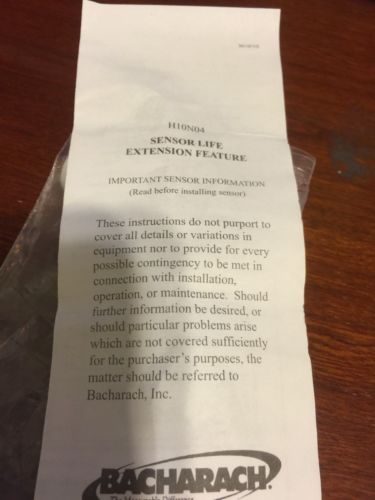 H10N04
SENSOR LIFE
EXTENSION FEATURE
IMPORTANT SENSOR INFORMATION
(Read before installing sensor)
These instructions do not purport to
cover all details or variations in
equipment nor to provide for every
possible contingency to be met in
connection with installation,
operation, or maintenance. Should
further information be desired, or
should particular problems arise
which are not covered sufficiently
for the purchaser's purposes, the
matter should be referred to
Bacharach, Inc.
BACHARACH
Difference